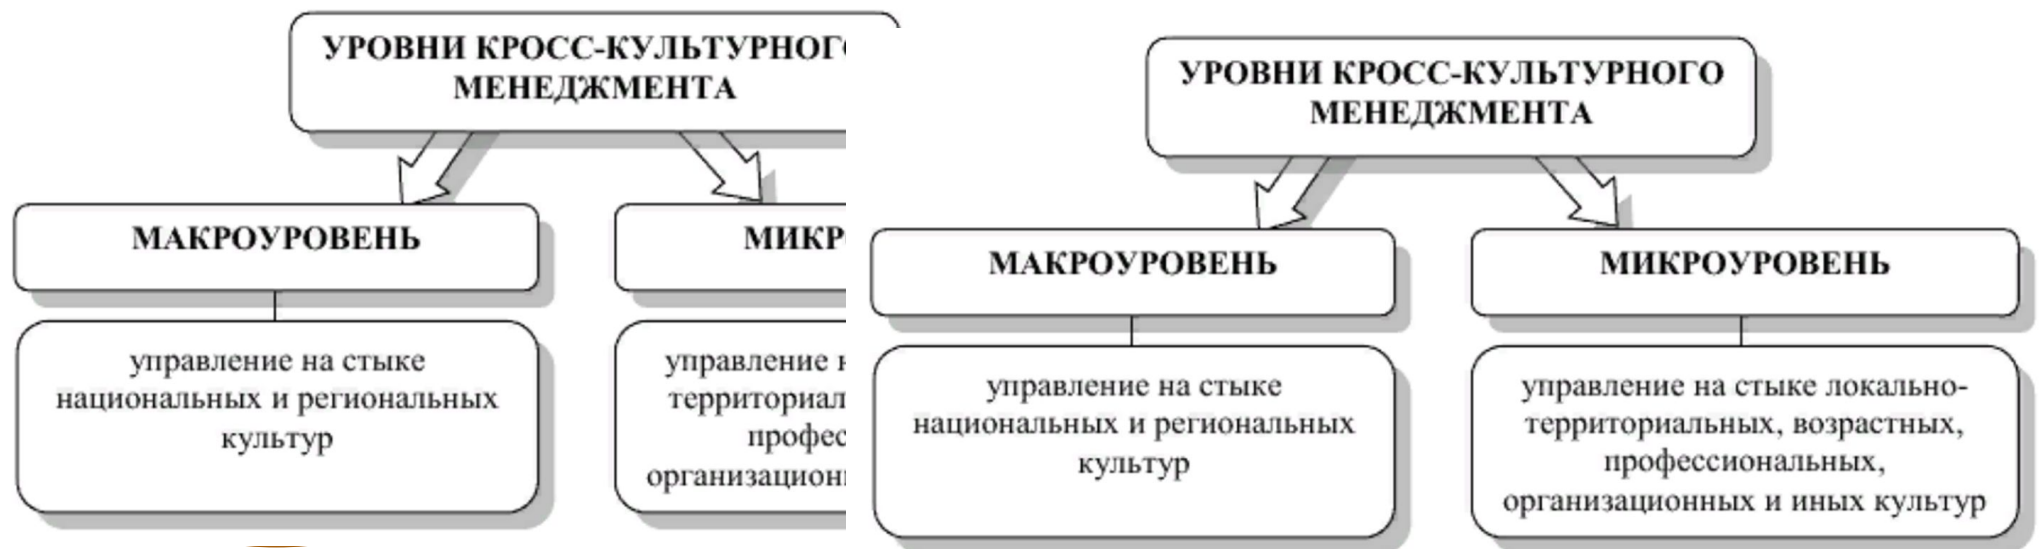 УРОВНИ КРОСС-КУЛЬТУРНОГО
МЕНЕДЖМЕНТА
МАКРОУРОВЕНЬ
управление на стыке
национальных и региональных
культур
УРОВНИ КРОСС-КУЛЬТУРНОГО
МЕНЕДЖМЕНТА
МАКРОУРОВЕНЬ
МИКРОУРОВЕНЬ
управление на стыке
национальных и региональных
культур
управление на стыке локально-
территориальных, возрастных,
профессиональных,
организационных и иных культур